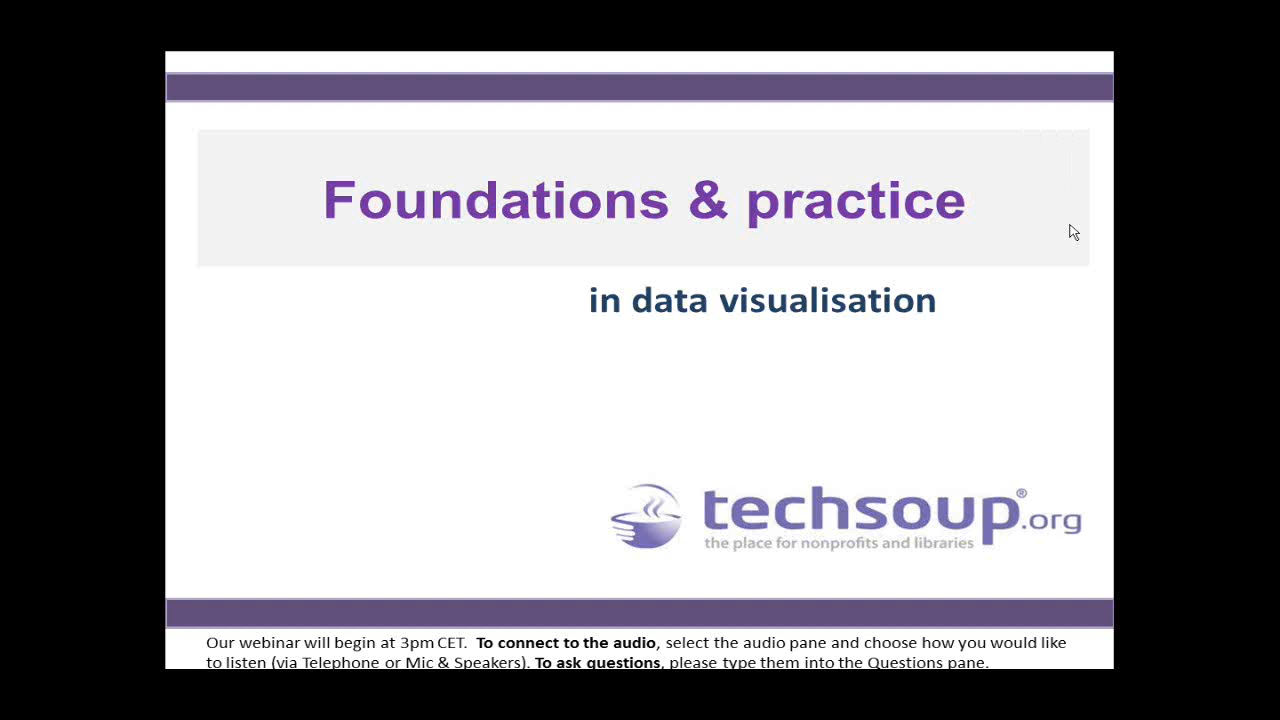 Foundations & practice
in data visualisation
techsoup®.org
the place for nonprofits and libraries
Our webinar will begin at 3pm CET. To connect to the audio, select the audio pane and choose how you would like
to listen (via Telephone or Mic & Speakers). To ask questions, please type them into the Questions pane.